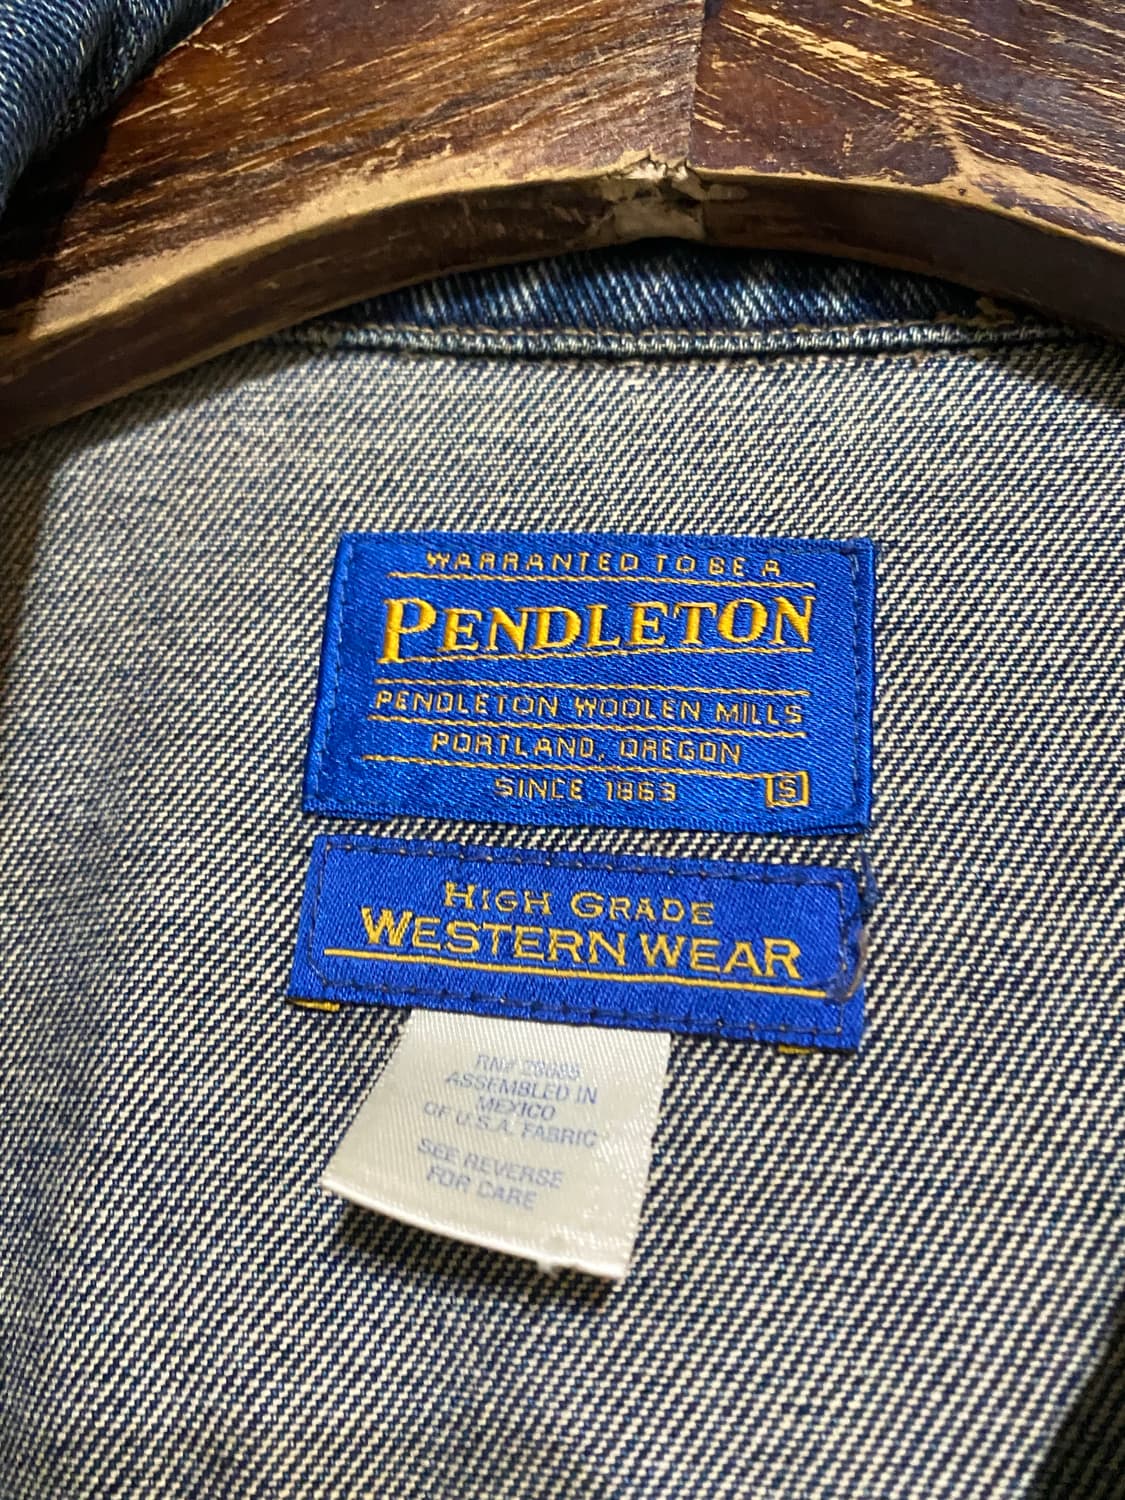 WARRANTED TO BE A
PENDLETON
PENDLETON WOOLEN MILLS
PORTLAND, OREGON
SINCE 1863
S
HIGH GRADE
WESTERN WEAR
RN#
ASSEMBLED IN
MEXICO
OF U.S.A. FABRIC
SEE REVERSE
FOR CARE